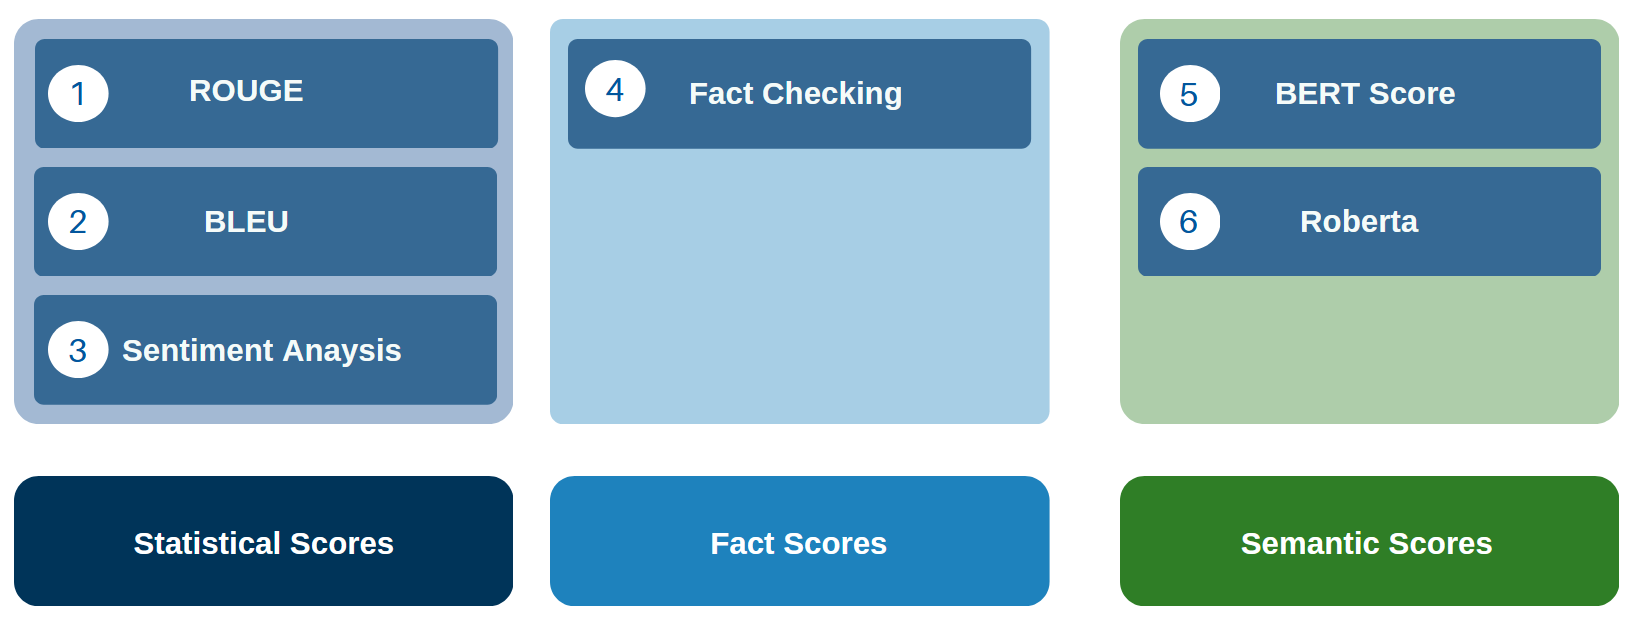 1 ROUGE
2 BLEU
3 Sentiment Anaysis
Statistical Scores
4 Fact Checking
Fact Scores
5 BERT Score
6 Roberta
Semantic Scores